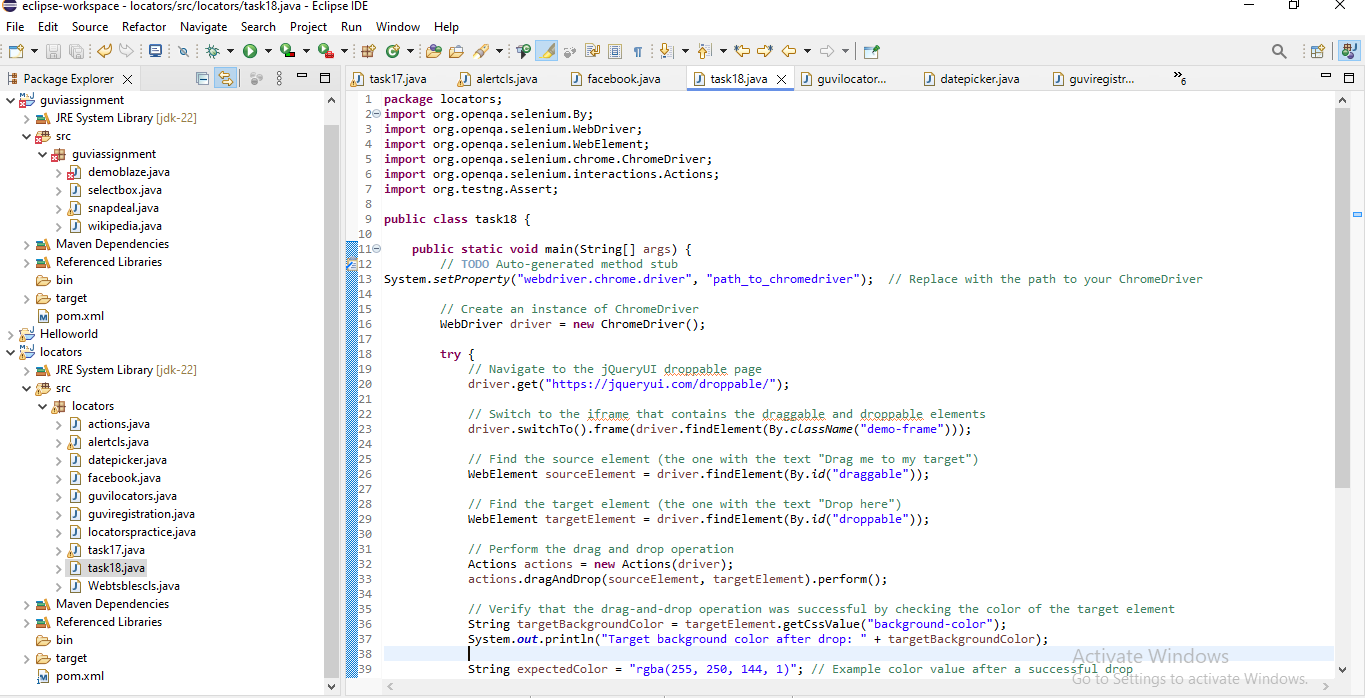 eclipse-workspace - locators/src/locators/task18.java - Eclipse IDE
File Edit Source Refactor Navigate Search Project Run Window Help
Package Explorer
task17.java alertcls.java facebook.java task18.java guvilocator... datepicker.java guviregistr... »6
guviassignment
JRE System Library [jdk-22]
src
guviassignment
demoblaze.java
selectbox.java
snapdeal.java
wikipedia.java
Maven Dependencies
Referenced Libraries
bin
target
pom.xml
Helloworld
locators
JRE System Library [jdk-22]
src
locators
actions.java
alertcls.java
datepicker.java
facebook.java
guvilocators.java
guviregistration.java
locatorspractice.java
task17.java
task18.java
Webtsblescls.java
Maven Dependencies
Referenced Libraries
bin
target
pom.xml
1 package locators;
2 import org.openqa.selenium.By;
3 import org.openqa.selenium.WebDriver;
4 import org.openqa.selenium.WebElement;
5 import org.openqa.selenium.chrome.ChromeDriver;
6 import org.openqa.selenium.interactions.Actions;
7 import org.testng.Assert;
8
9 public class task18 {
10
11 public static void main(String[] args) {
12 // TODO Auto-generated method stub
13 System.setProperty("webdriver.chrome.driver", "path_to_chromedriver"); // Replace with the path to your ChromeDriver
14
15 // Create an instance of ChromeDriver
16 WebDriver driver = new ChromeDriver();
17
18 try {
19 // Navigate to the jQueryUI droppable page
20 driver.get("https://jqueryui.com/droppable/");
21
22 // Switch to the iframe that contains the draggable and droppable elements
23 driver.switchTo().frame(driver.findElement(By.className("demo-frame")));
24
25 // Find the source element (the one with the text "Drag me to my target")
26 WebElement sourceElement = driver.findElement(By.id("draggable"));
27
28 // Find the target element (the one with the text "Drop here")
29 WebElement targetElement = driver.findElement(By.id("droppable"));
30
31 // Perform the drag and drop operation
32 Actions actions = new Actions(driver);
33 actions.dragAndDrop(sourceElement, targetElement).perform();
34
35 // Verify that the drag-and-drop operation was successful by checking the color of the target element
36 String targetBackgroundColor = targetElement.getCssValue("background-color");
37 System.out.println("Target background color after drop: " + targetBackgroundColor);
38
39 String expectedColor = "rgba(255, 250, 144, 1)"; // Example color value after a successful drop
Activate Windows
Go to Settings to activate Windows.